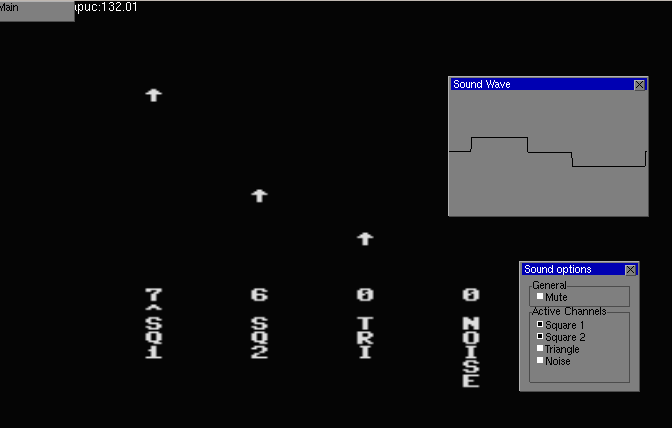 Main
apuc:132.01
Sound Wave
7 6 0 0
^
SQ1 SQ2 TRI NOISE
Sound options
General
Mute
Active Channels
Square 1
Square 2
Triangle
Noise